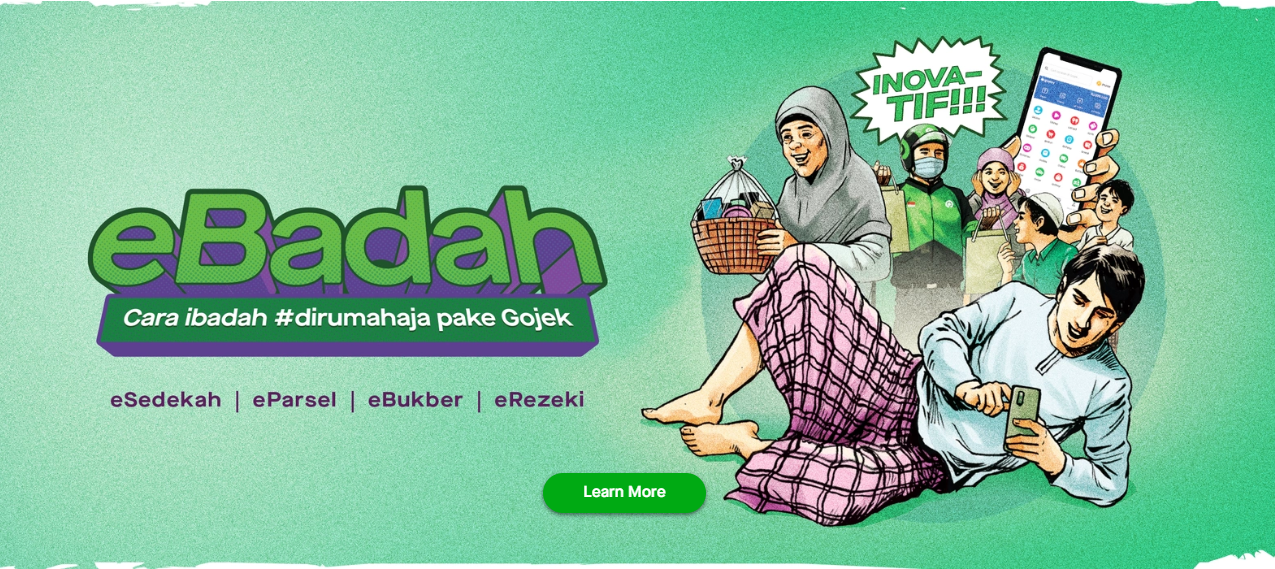 INOVA-
TIF!!!
eBadah
Cara ibadah #dirumahaja pake Gojek
eSedekah | eParsel | eBukber | eRezeki
Learn More